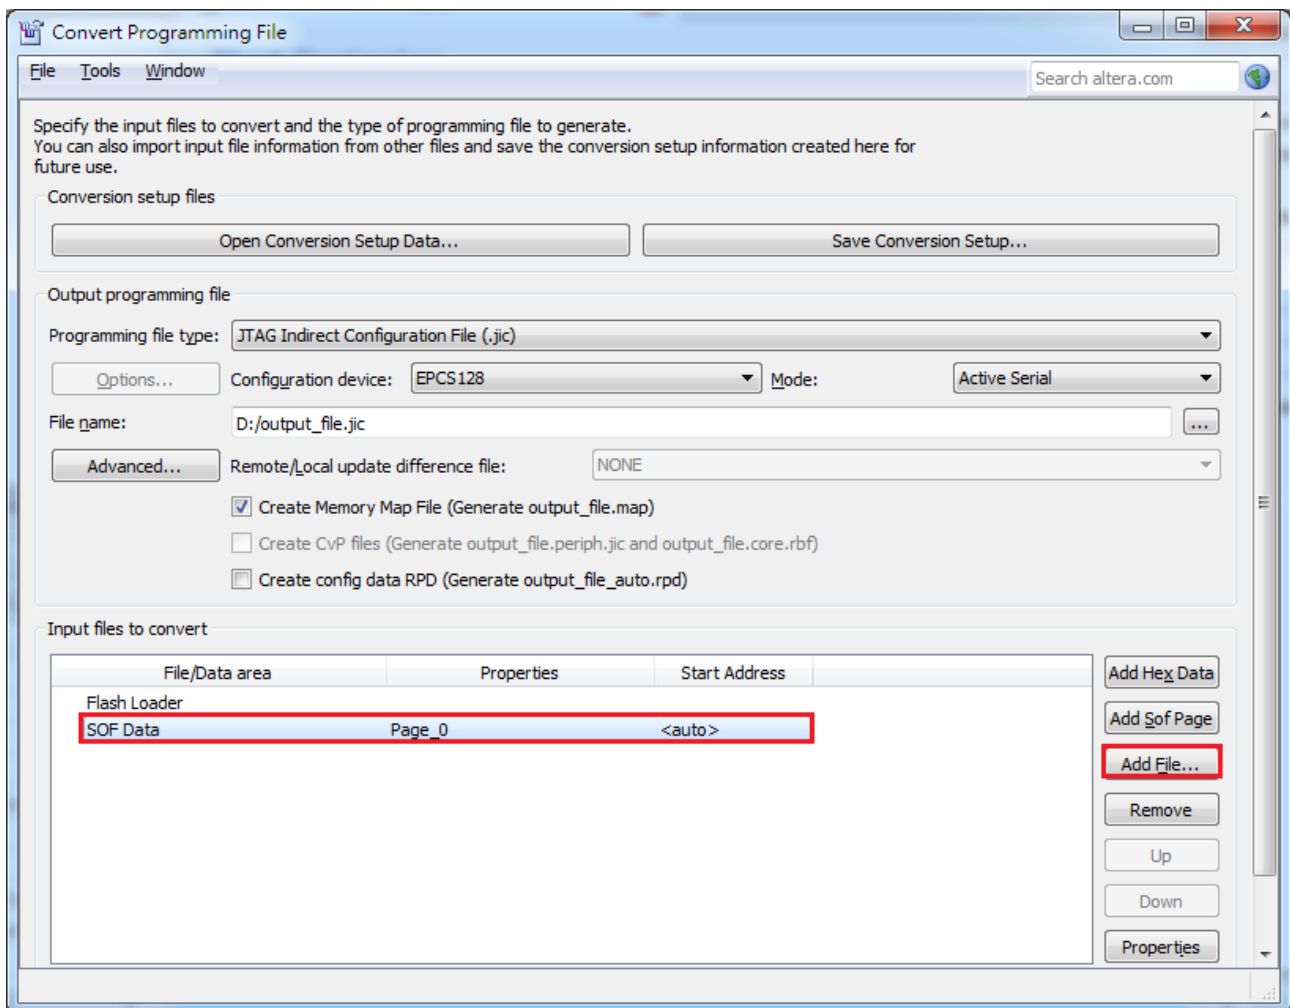 Convert Programming File
File Tools Window
Search altera.com
Specify the input files to convert and the type of programming file to generate.
You can also import input file information from other files and save the conversion setup information created here for
future use.
Conversion setup files
Open Conversion Setup Data...
Save Conversion Setup...
Output programming file
Programming file type: JTAG Indirect Configuration File (.jic)
Options... Configuration device: EPCS128 Mode: Active Serial
File name: D:/output_file.jic ...
Advanced... Remote/Local update difference file: NONE
Create Memory Map File (Generate output_file.map)
Create CvP files (Generate output_file.periph.jic and output_file.core.rbf)
Create config data RPD (Generate output_file_auto.rpd)
Input files to convert
File/Data area Properties Start Address
Flash Loader
SOF Data Page_0 <auto>
Add Hex Data
Add Sof Page
Add File...
Remove
Up
Down
Properties